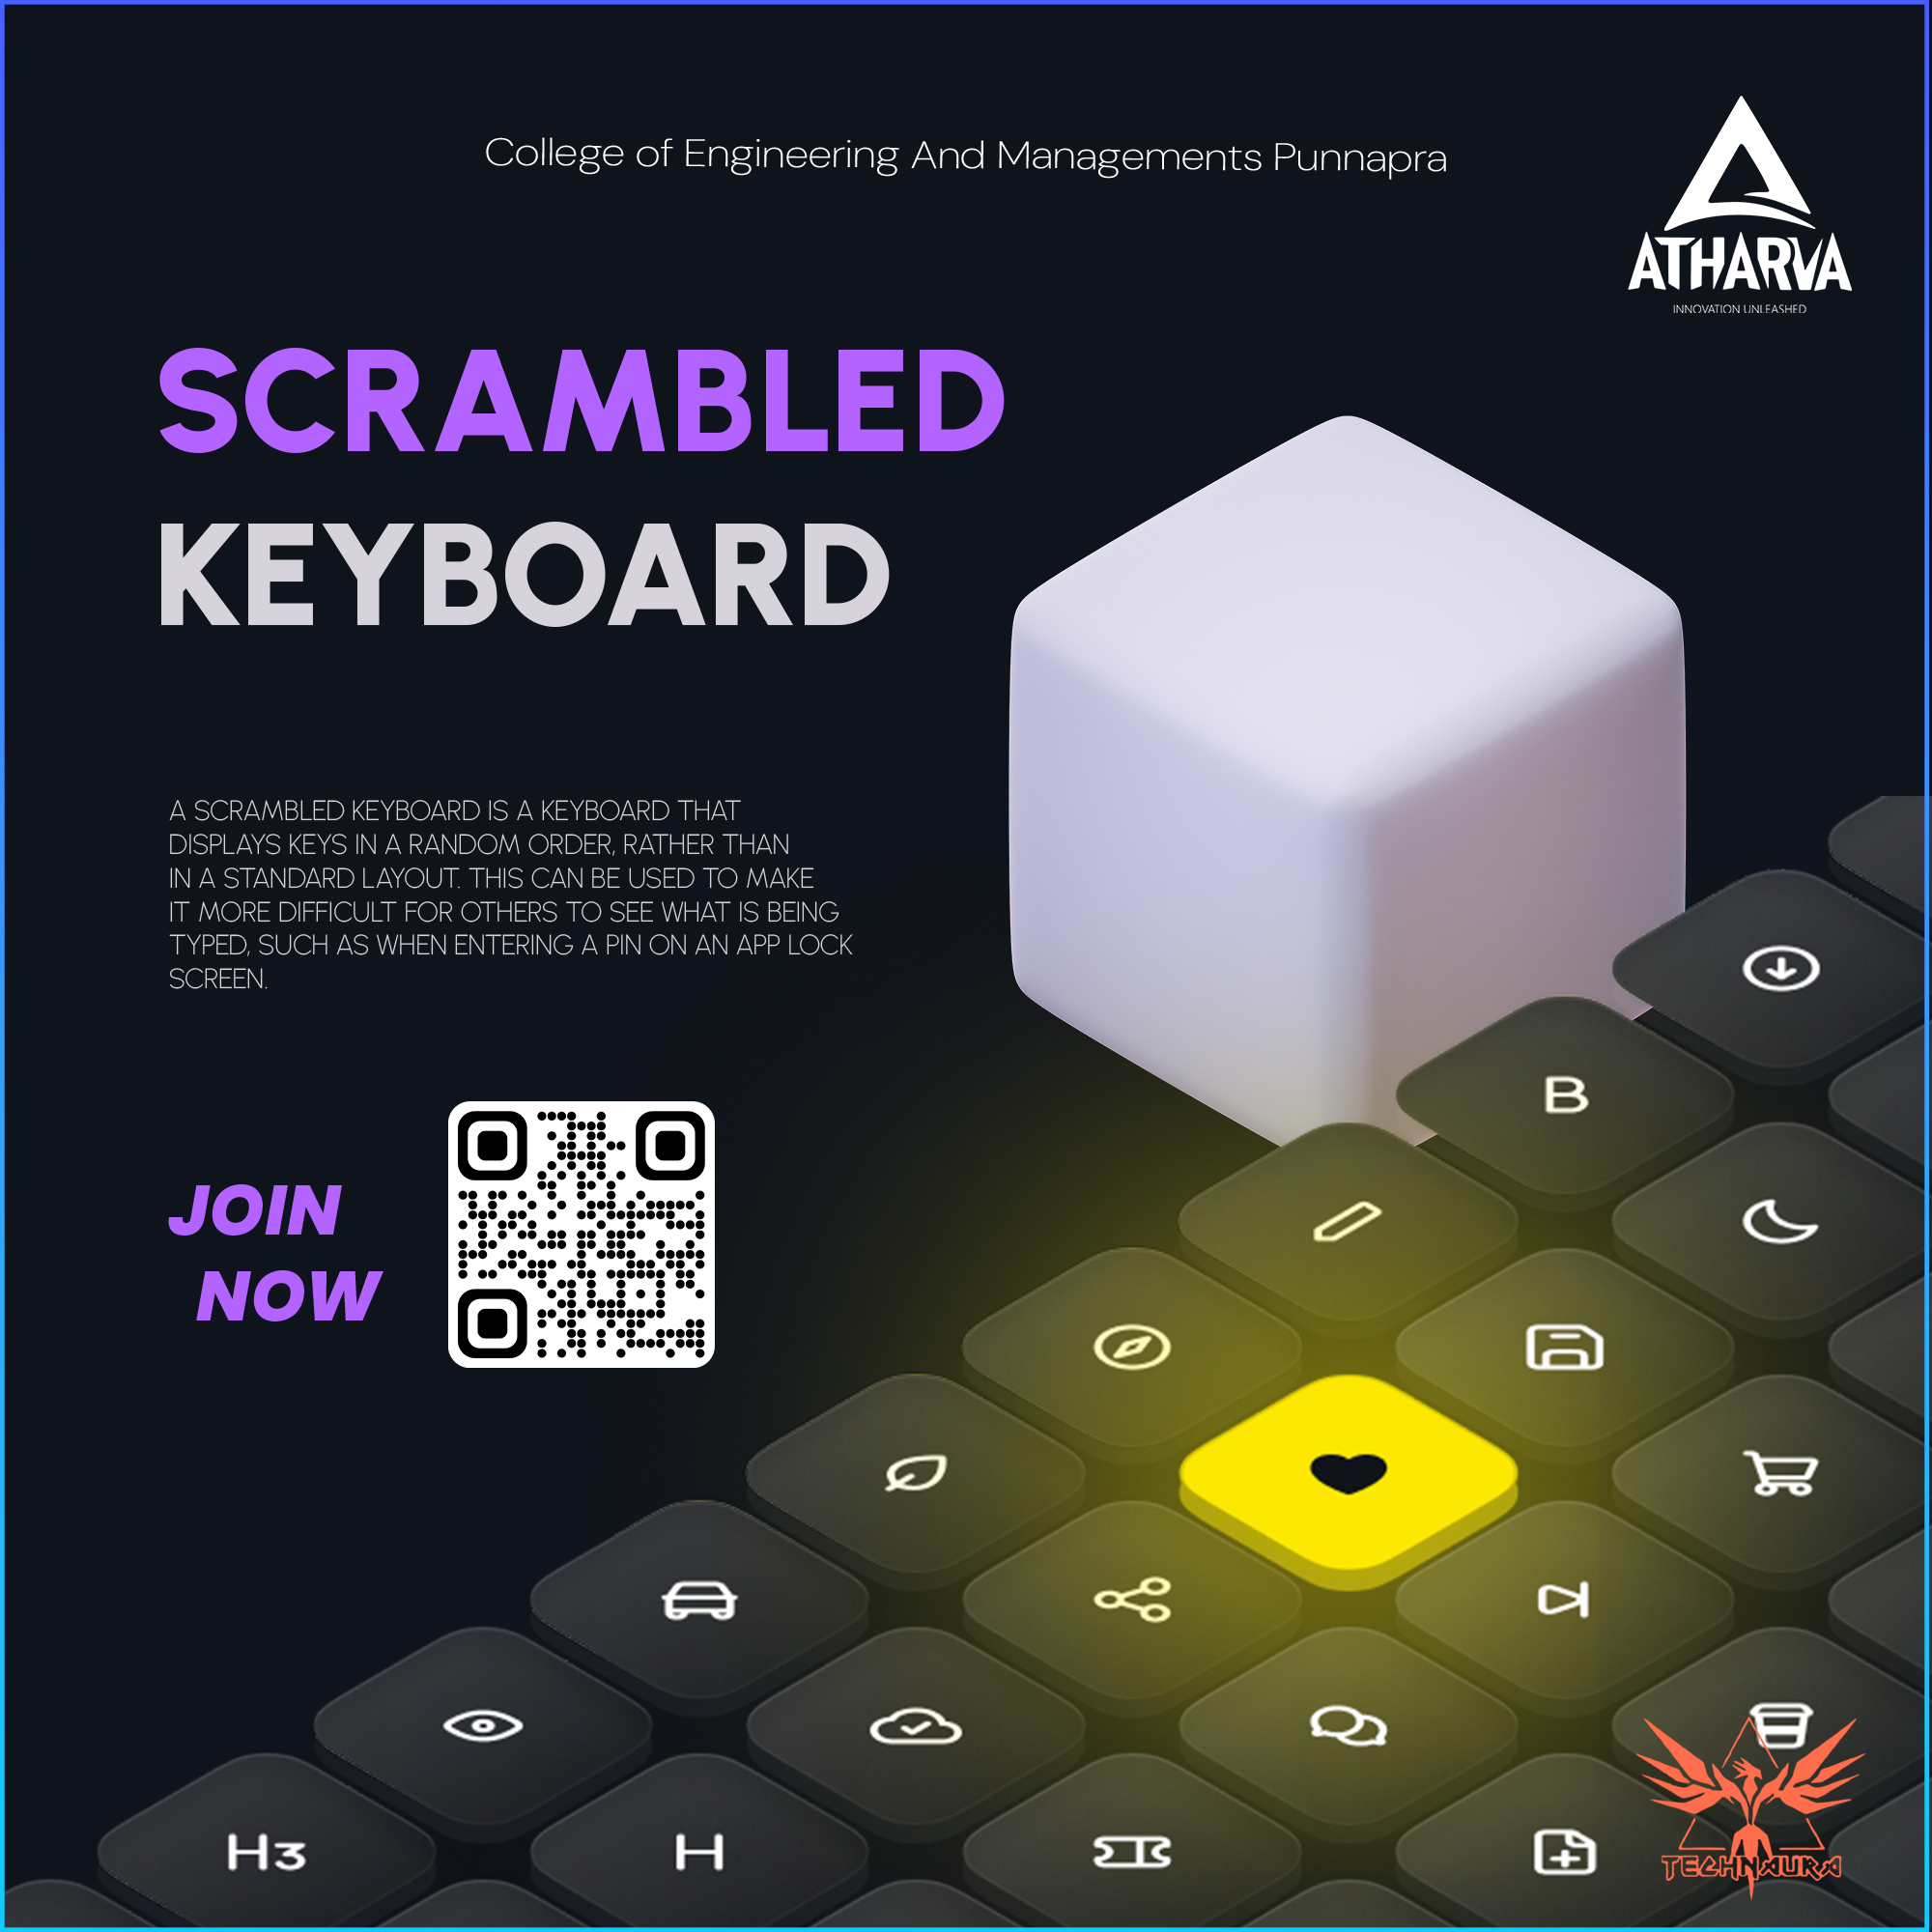 College of Engineering And Managements Punnapra
ATHARVA
INNOVATION UNLEASHED
SCRAMBLED
KEYBOARD
A SCRAMBLED KEYBOARD IS A KEYBOARD THAT
DISPLAYS KEYS IN A RANDOM ORDER, RATHER THAN
IN A STANDARD LAYOUT. THIS CAN BE USED TO MAKE
IT MORE DIFFICULT FOR OTHERS TO SEE WHAT IS BEING
TYPED, SUCH AS WHEN ENTERING A PIN ON AN APP LOCK
SCREEN.
B
JOIN
NOW
H3
H
TECHNAURA